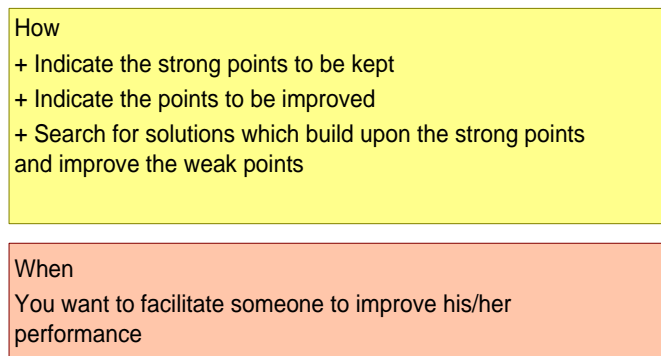 How
+ Indicate the strong points to be kept
+ Indicate the points to be improved
+ Search for solutions which build upon the strong points
and improve the weak points
When
You want to facilitate someone to improve his/her
performance